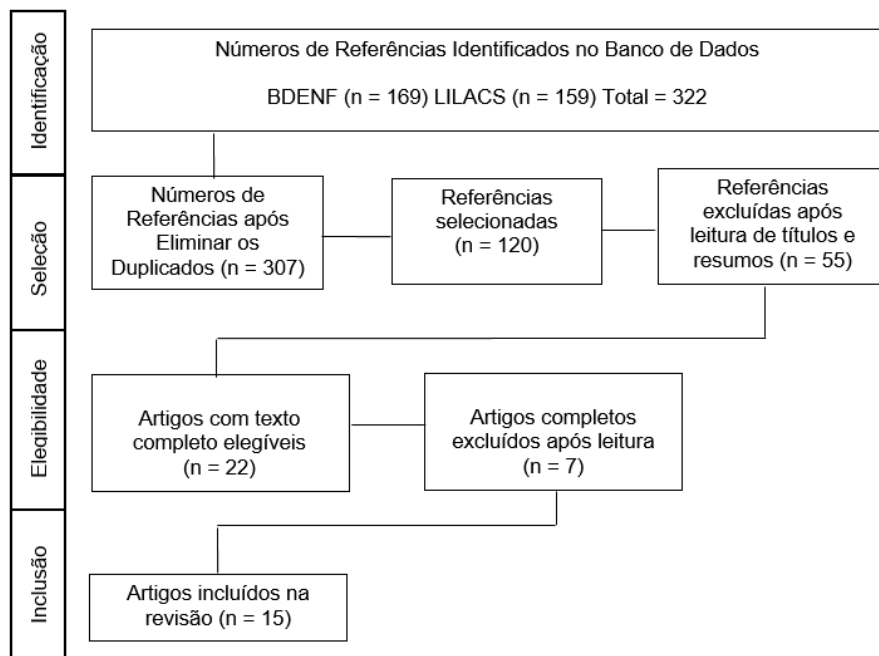 Identificação
Números de Referências Identificados no Banco de Dados
BDENF (n = 169) LILACS (n = 159) Total = 322
Seleção
Números de
Referências após
Eliminar os
Duplicados (n = 307)
Referências
selecionadas
(n = 120)
Referências
excluídas após
leitura de títulos e
resumos (n = 55)
Elegibilidade
Artigos com texto
completo elegíveis
(n = 22)
Artigos completos
excluídos após leitura
(n = 7)
Inclusão
Artigos incluídos na
revisão (n = 15)